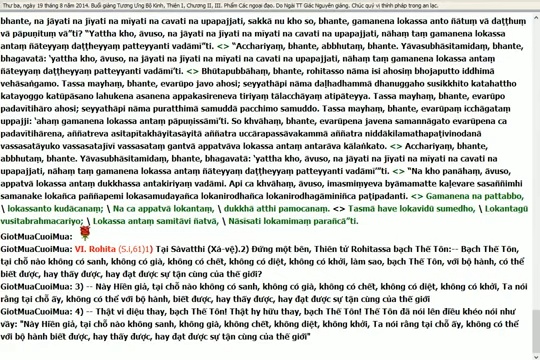 Thứ ba, ngày 19 tháng 8 năm 2014. Buổi giảng Tương Ưng Bộ Kinh, Thiên I, Chương II, III. Phẩm Các ngoại đạo. Do Ngài TT Giác Nguyên giảng. Chúc quý vị thính pháp trong an lạc.
bhante, na jāyati na jīyati na mīyati na cavati na upapajjati, sakkā nu kho so, bhante, gamanena lokassa anto ñātuṃ vā daṭṭhuṃ
vā pāpuṇituṃ vā”ti? “Yattha kho, āvuso, na jāyati na jīyati na mīyati na cavati na upapajjati, nāhaṃ taṃ gamanena lokassa
antaṃ ñāteyyaṃ daṭṭheyyaṃ patteyyanti vadāmī”ti. <> “Acchariyaṃ, bhante, abbhutaṃ, bhante. Yāvasubhāsitamidaṃ, bhante,
bhagavatā: ‘yattha kho, āvuso, na jāyati na jīyati na mīyati na cavati na upapajjati, nāhaṃ taṃ gamanena lokassa antaṃ
ñāteyyaṃ daṭṭheyyaṃ patteyyanti vadāmī’ti. <> Bhūtapubbāhaṃ, bhante, rohitasso nāma isi ahosiṃ bhojaputto iddhimā
vehāsaṅgamo. Tassa mayhaṃ, bhante, evarūpo javo ahosi; seyyathāpi nāma daḷhadhammā dhanuggaho susikkhito katahattho
katayoggo katūpāsano lahukena asanena appakasireneva tiriyaṃ tālacchāyaṃ atipāteyya. Tassa mayhaṃ, bhante, evarūpo
padavītihāro ahosi; seyyathāpi nāma puratthimā samuddā pacchimo samuddo. Tassa mayhaṃ, bhante, evarūpaṃ icchāgataṃ
uppajji: ‘ahaṃ gamanena lokassa antaṃ pāpuṇissāmī’ti. So khvāhaṃ, bhante, evarūpena javena samannāgato evarūpena ca
padavītihārena, aññatreva asitapītakhāyitasāyitā aññatra uccārapassāvakammā aññatra niddākilamathapaṭivinodanā
vassasatāyuko vassasatajīvī vassasataṃ gantvā appatvāva lokassa antaṃ antarāva kālaṅkato. <> Acchariyaṃ, bhante,
abbhutaṃ, bhante. Yāvasubhāsitamidaṃ, bhante, bhagavatā: ‘yattha kho, āvuso, na jāyati na jīyati na mīyati na cavati na
upapajjati, nāhaṃ taṃ gamanena lokassa antaṃ ñāteyyaṃ daṭṭheyyaṃ patteyyanti vadāmī’”ti. <> “Na kho panāhaṃ, āvuso,
appatvā lokassa antaṃ dukkhassa antakiriyaṃ vadāmi. Api ca khvāhaṃ, āvuso, imasmiṃyeva byāmamatte kaḷevare sasaññimhi
samanake lokañca paññapemi lokasamudayañca lokanirodhañca lokanirodhagāminiñca paṭipadanti. <> Gamanena na pattabbo,
\ lokassanto kudācanaṃ; \ Na ca appatvā lokantaṃ, \ dukkhā atthi pamocanaṃ. <> Tasmā have lokavidū sumedho, \ Lokantagū
vusitabrahmacariyo; \ Lokassa antaṃ samitāvi ñatvā, \ Nāsīsati lokamimaṃ parañcā”ti.
GiotMuaCuoiMua:
GiotMuaCuoiMua: VI. Rohita (S.i,61)1) Tại Sāvatthi (Xá-vệ).2) Đứng một bên, Thiên tử Rohitassa bạch Thế Tôn:-- Bạch Thế Tôn,
tại chỗ nào không có sanh, không có già, không có chết, không có diệt, không có khởi, làm sao, bạch Thế Tôn, với bộ hành, có thể
biết được, hay thấy được, hay đạt được sự tận cùng của thế giới?
GiotMuaCuoiMua: 3) -- Này Hiền giả, tại chỗ nào không có sanh, không có già, không có chết, không có diệt, không có khởi, Ta nói
rằng tại chỗ ấy, không có thể với bộ hành, biết được, hay thấy được, hay đạt được sự tận cùng của thế giới
GiotMuaCuoiMua: 4) -- Thật vi diệu thay, bạch Thế Tôn! Thật hy hữu thay, bạch Thế Tôn! Thế Tôn đã nói lên điều khéo nói như
vầy: "Này Hiền giả, tại chỗ nào không sanh, không già, không chết, không diệt, không khởi, Ta nói rằng tại chỗ ấy, không có thể
với bộ hành biết được, hay thấy được, hay đạt được sự tận cùng của thế giới"